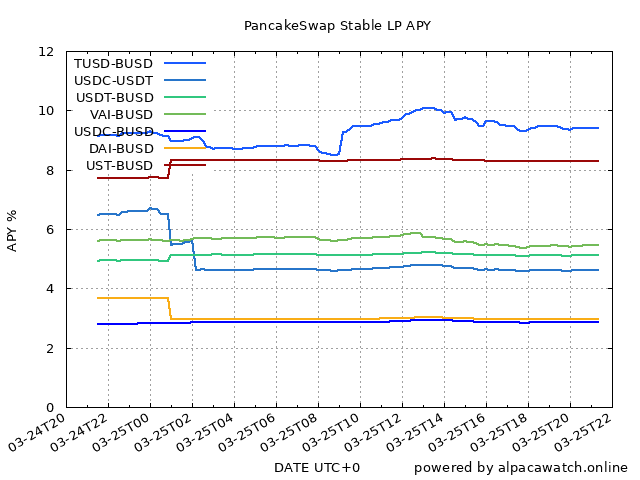 PancakeSwap Stable LP APY
12
10
8
6
4
2
0
APY %
TUSD-BUSD
USDC-USDT
USDT-BUSD
VAI-BUSD
USDC-BUSD
DAI-BUSD
UST-BUSD
03-24T20
03-24T22
03-25T00
03-25T02
03-25T04
03-25T06
03-25T08
03-25T10
03-25T12
03-25T14
03-25T16
03-25T18
03-25T20
03-25T22
DATE UTC+0
powered by alpacawatch.online